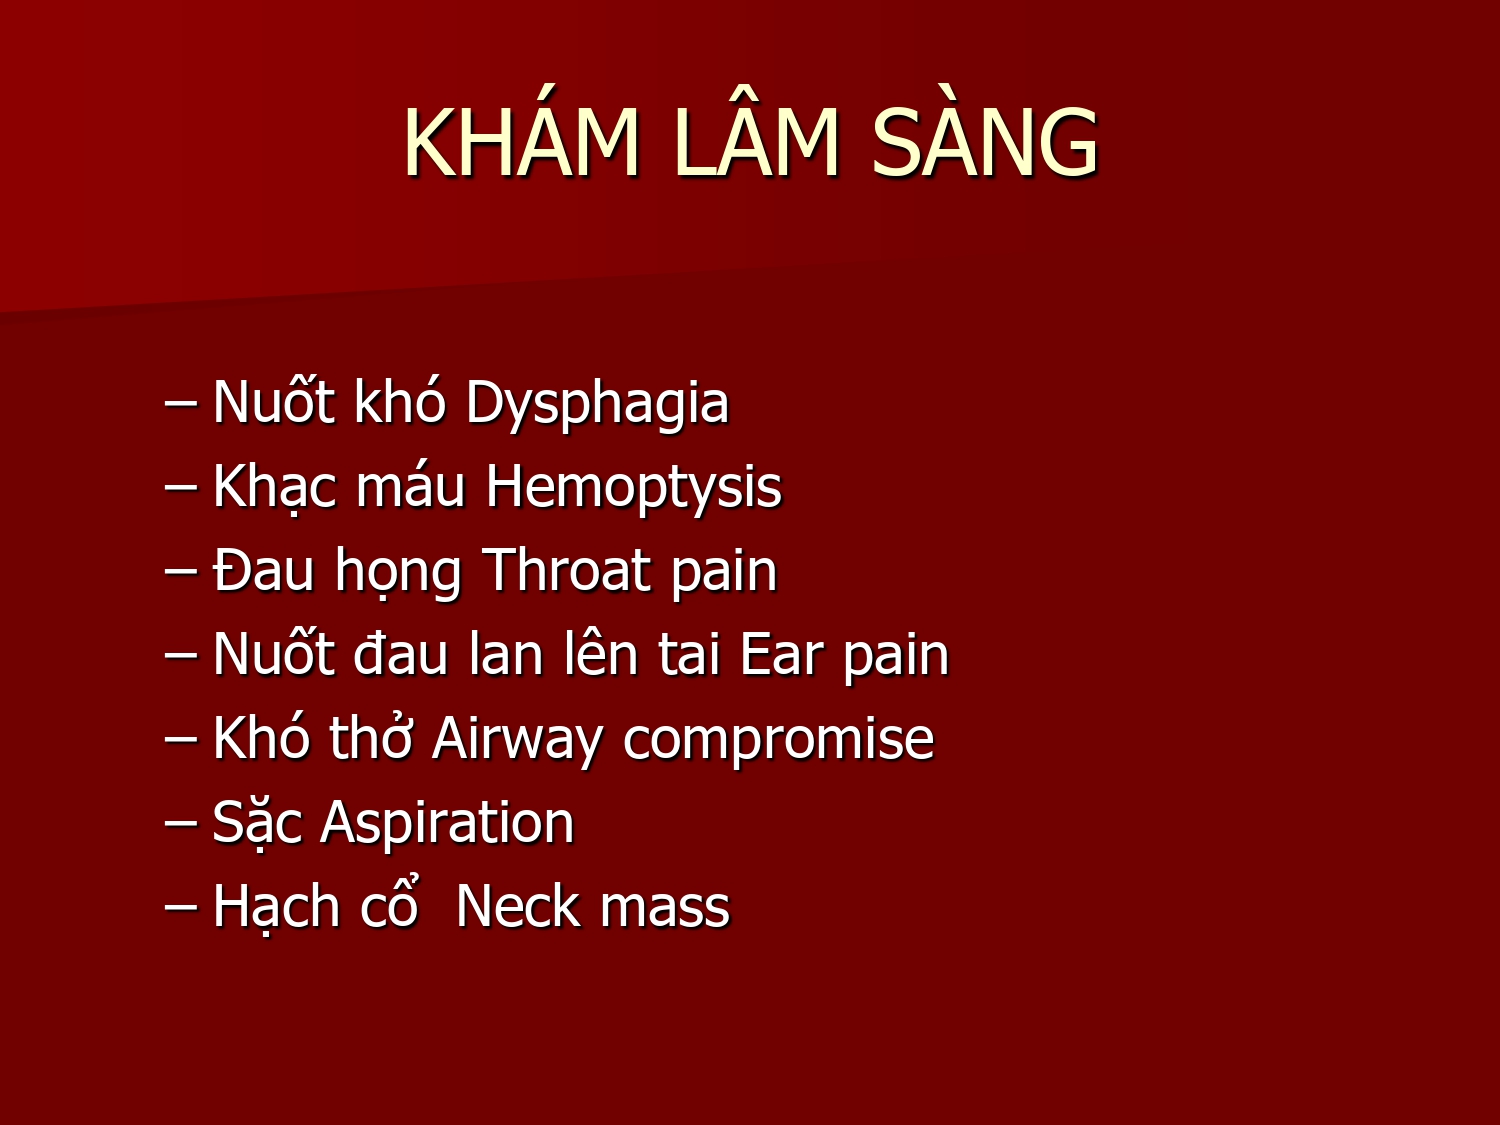 KHÁM LÂM SÀNG
– Nuốt khó Dysphagia
– Khạc máu Hemoptysis
– Đau họng Throat pain
– Nuốt đau lan lên tai Ear pain
– Khó thở Airway compromise
– Sặc Aspiration
– Hạch cổ  Neck mass